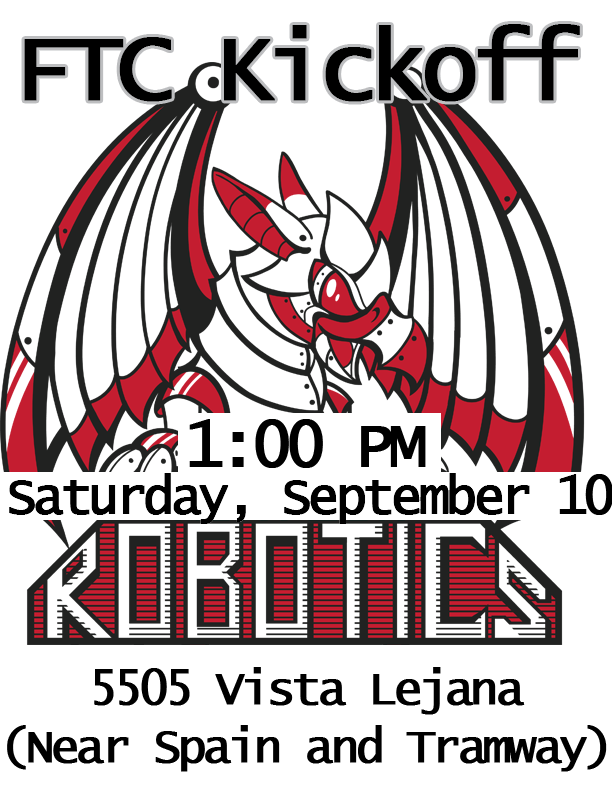 FTC Kickoff
1:00 PM
Saturday, September 10
ROBOTICS
5505 Vista Lejana
(Near Spain and Tramway)